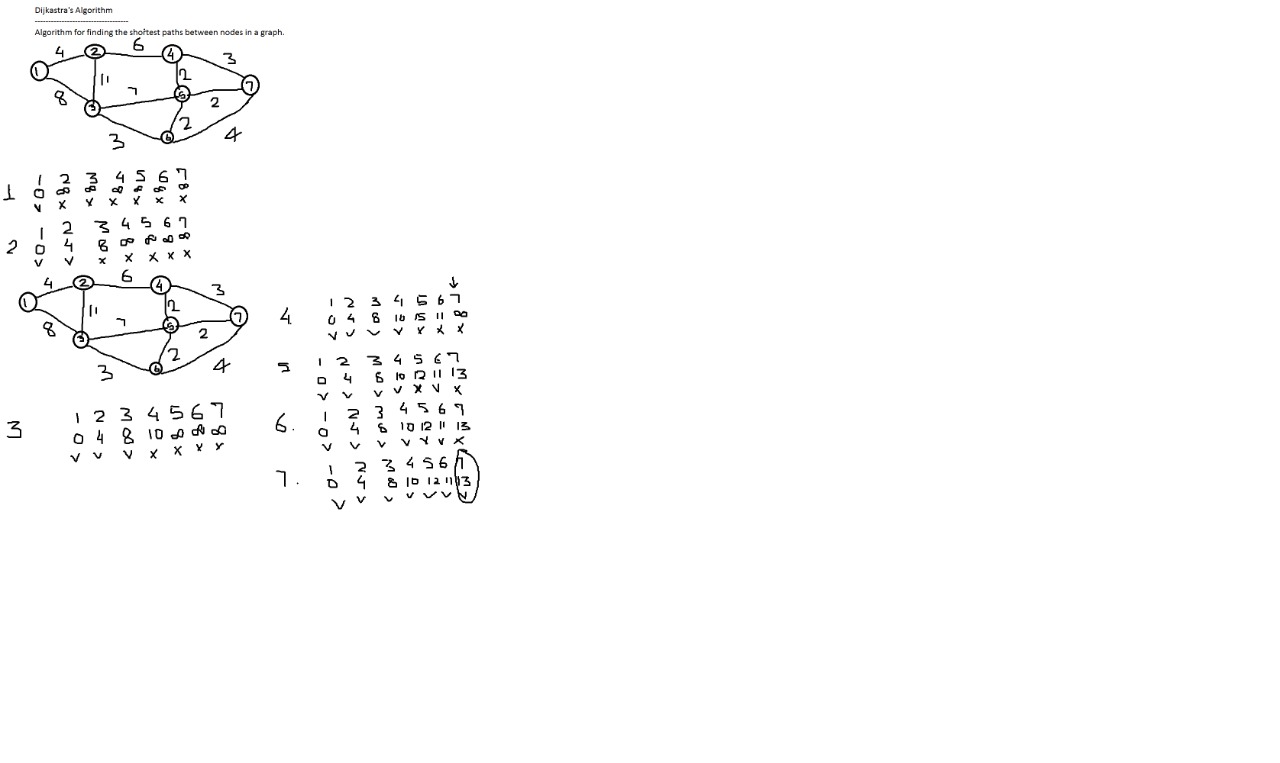 Dijkastra's Algorithm
------------------------------------
Algorithm for finding the shortest paths between nodes in a graph.
4 6 3
1 2 4 7
11 2
8 7 5 2
3
2
3 6 4
1 1 2 3 4 5 6 7
0 ∞ ∞ ∞ ∞ ∞ ∞
v x x x x x x
2 1 2 3 4 5 6 7
0 4 8 ∞ ∞ ∞ ∞
v v x x x x x
4 6 3
1 2 4 7
11 2
8 7 5 2
3
2
3 6 4
3 1 2 3 4 5 6 7
0 4 8 10 ∞ ∞ ∞
v v v x x x x
↓
4 1 2 3 4 5 6 7
0 4 8 10 15 11 ∞
v v v v x x x
5 1 2 3 4 5 6 7
0 4 8 10 12 11 13
v v v v x v x
6. 1 2 3 4 5 6 7
0 4 8 10 12 11 13
v v v v v v x
7. 1 2 3 4 5 6 7
0 4 8 10 12 11 13
v v v v v v v